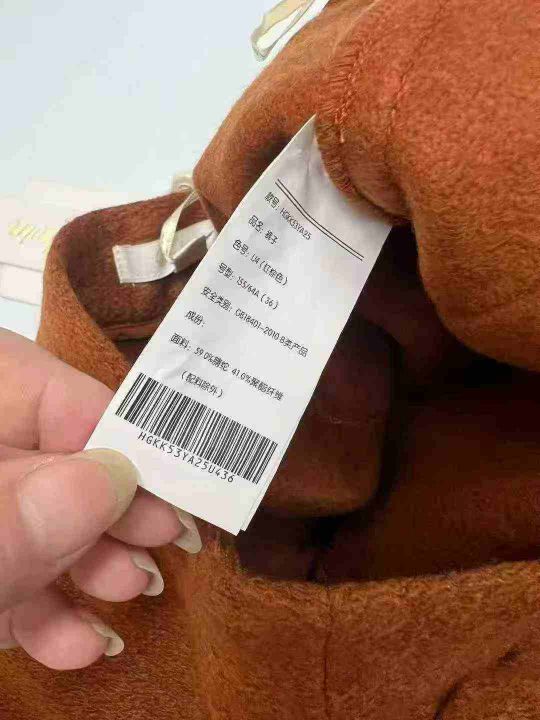 款号: HGKK53YA25
品名: 裤子
色号: U4 (红棕色)
号型: 155/64A (36)
安全类别: GB18401-2010 B类产品
成份:
面料: 59.0%腈纶 41.0%聚酯纤维
(配料除外)
HGKK53YA25U436